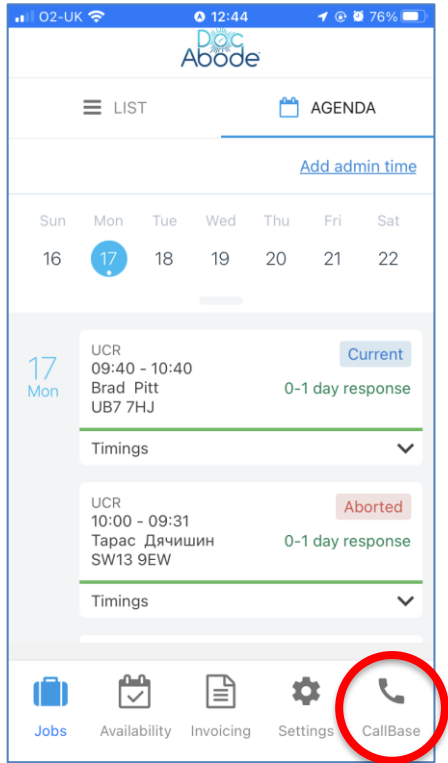 O2-UK 12:44 76%
Doc
Abode
LIST AGENDA
Add admin time
Sun Mon Tue Wed Thu Fri Sat
16 17 18 19 20 21 22
17
Mon
UCR
Current
09:40 - 10:40
Brad Pitt 0-1 day response
UB7 7HJ
Timings
UCR
Aborted
10:00 - 09:31
Тарас Дячишин 0-1 day response
SW13 9EW
Timings
Jobs Availability Invoicing Settings CallBase